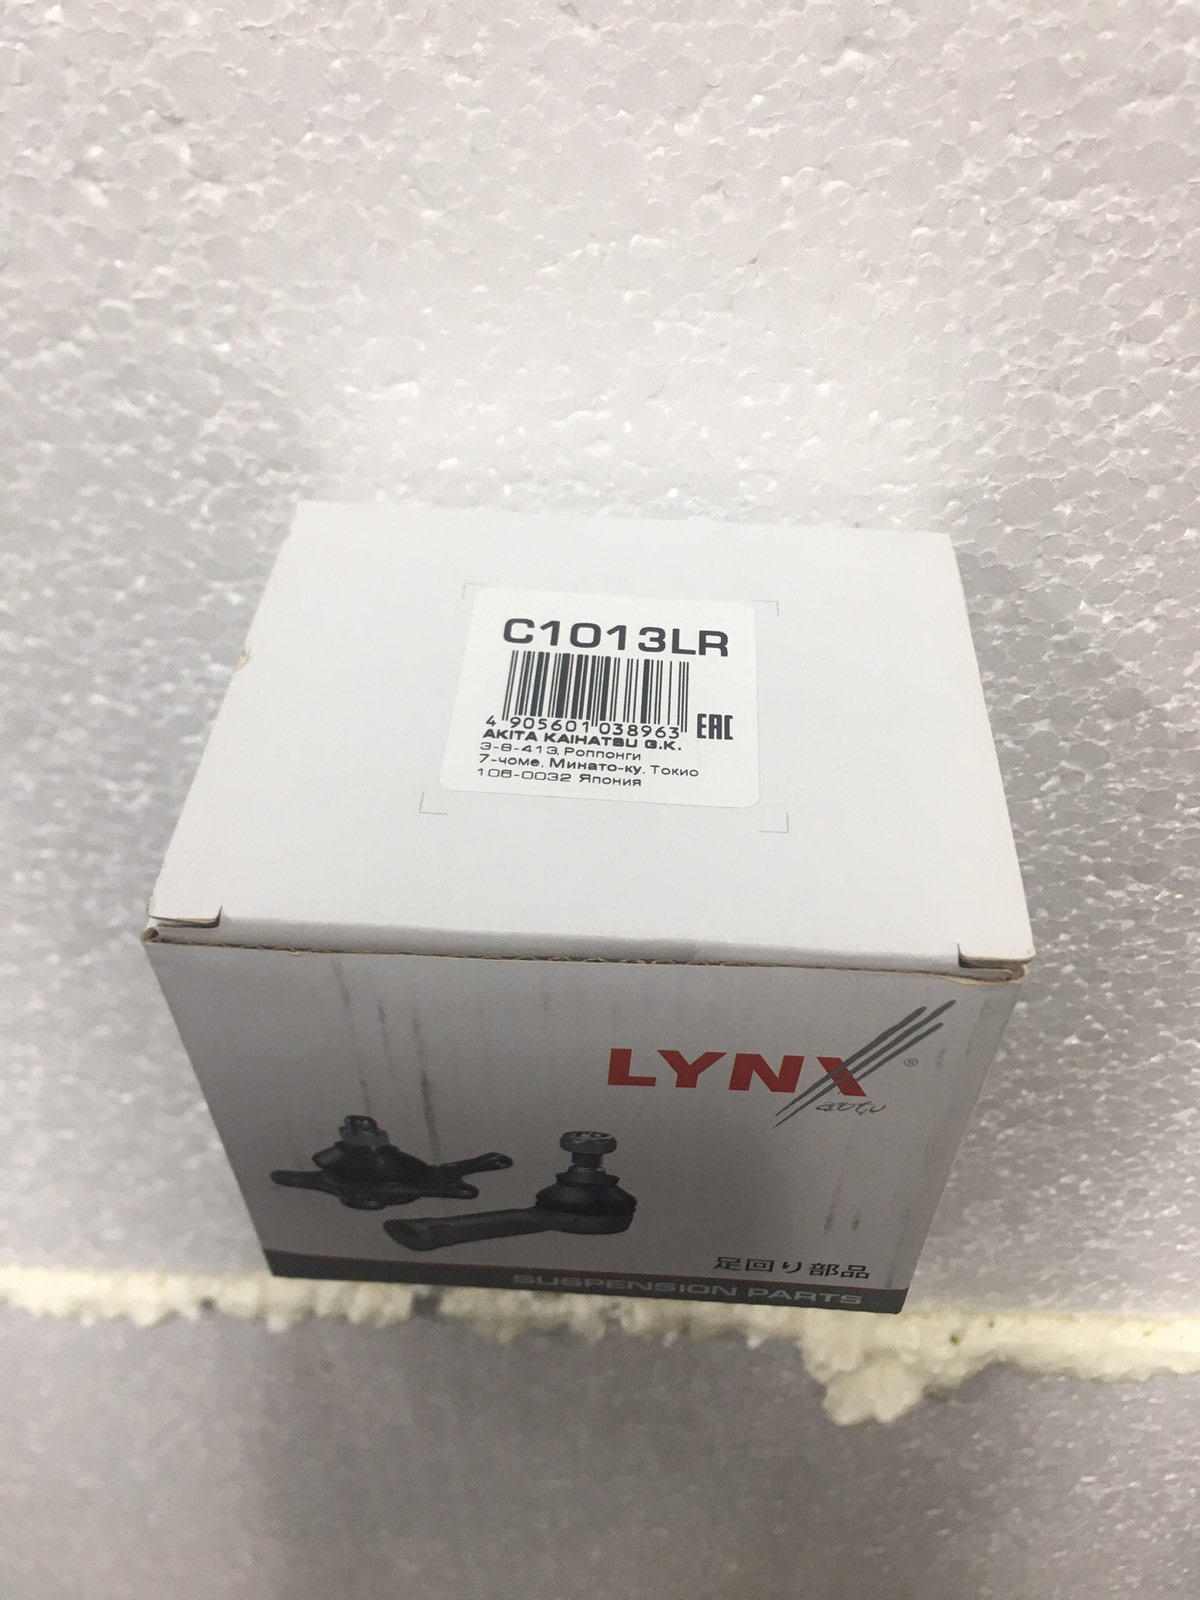 C1013LR
4 905601 038963
EAC
AKITA KAIHATSU G.K.
3-8-413, Роппонги
7-чоме, Минато-ку, Токио
106-0032 Япония
LYNX ®
auto
足回り部品
SUSPENSION PARTS